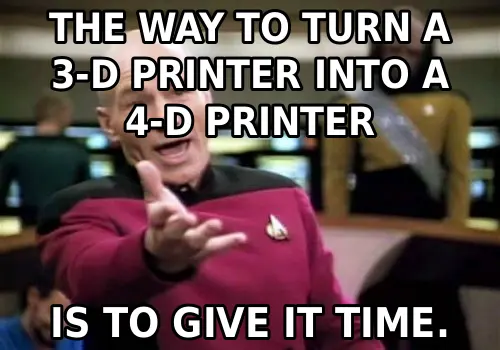 THE WAY TO TURN A
3-D PRINTER INTO A
4-D PRINTER
IS TO GIVE IT TIME.